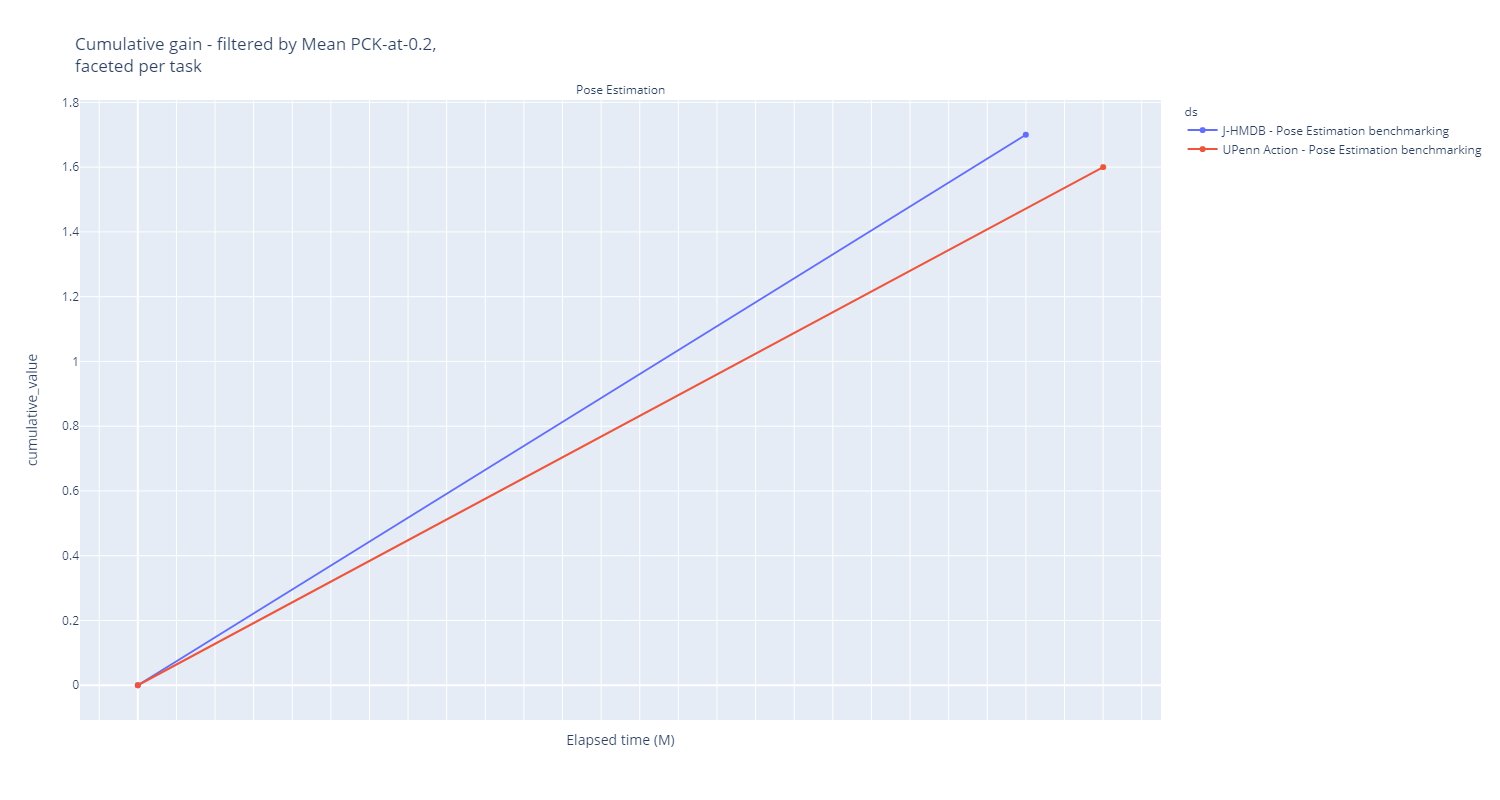 Cumulative gain - filtered by Mean PCK-at-0.2,
faceted per task
Pose Estimation
1.8
1.6
1.4
1.2
1
0.8
0.6
0.4
0.2
0
cumulative_value
Elapsed time (M)
ds
J-HMDB - Pose Estimation benchmarking
UPenn Action - Pose Estimation benchmarking